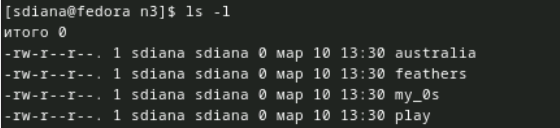 [sdiana@fedora n3]$ ls -l
итого 0
-rw-r--r--. 1 sdiana sdiana 0 мар 10 13:30 australia
-rw-r--r--. 1 sdiana sdiana 0 мар 10 13:30 feathers
-rw-r--r--. 1 sdiana sdiana 0 мар 10 13:30 my_0s
-rw-r--r--. 1 sdiana sdiana 0 мар 10 13:30 play